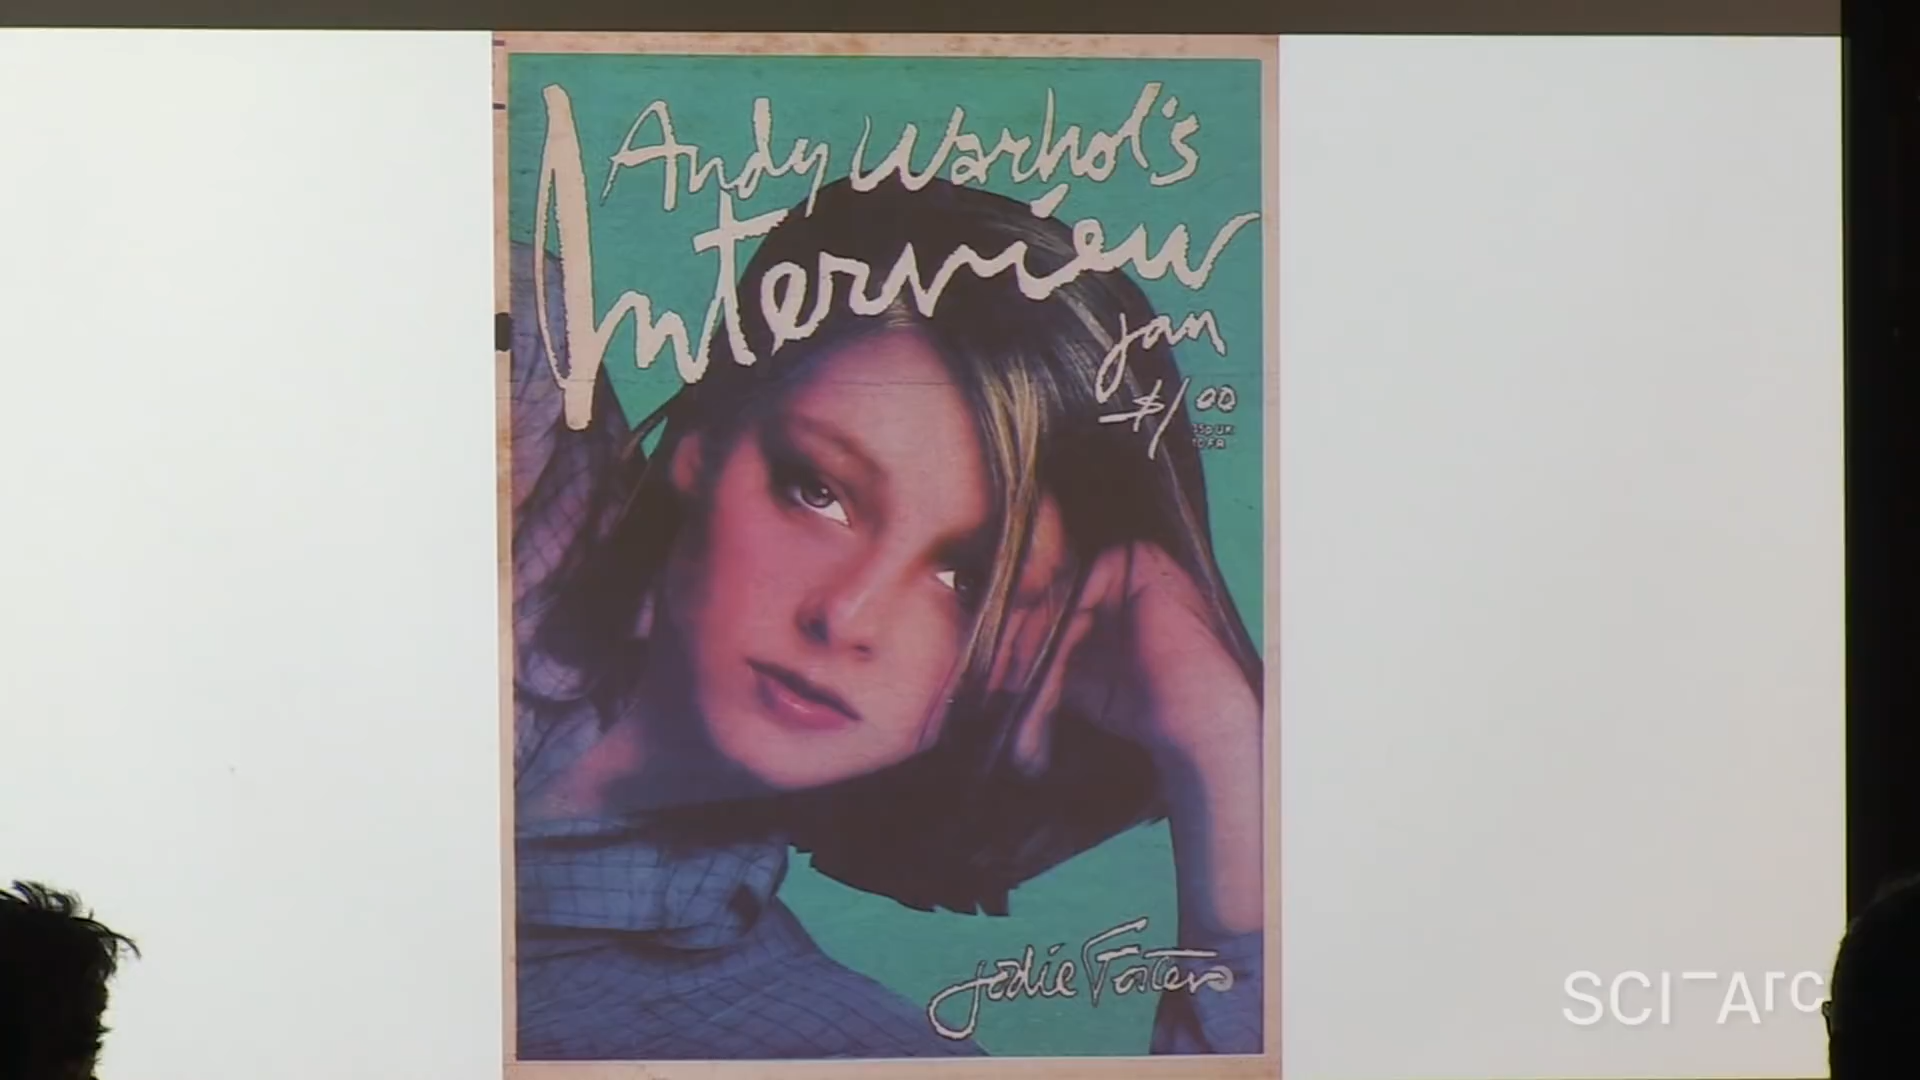 Andy Warhol's
Interview
Jan
$1.00
Jodie Foster
SCI-Arc